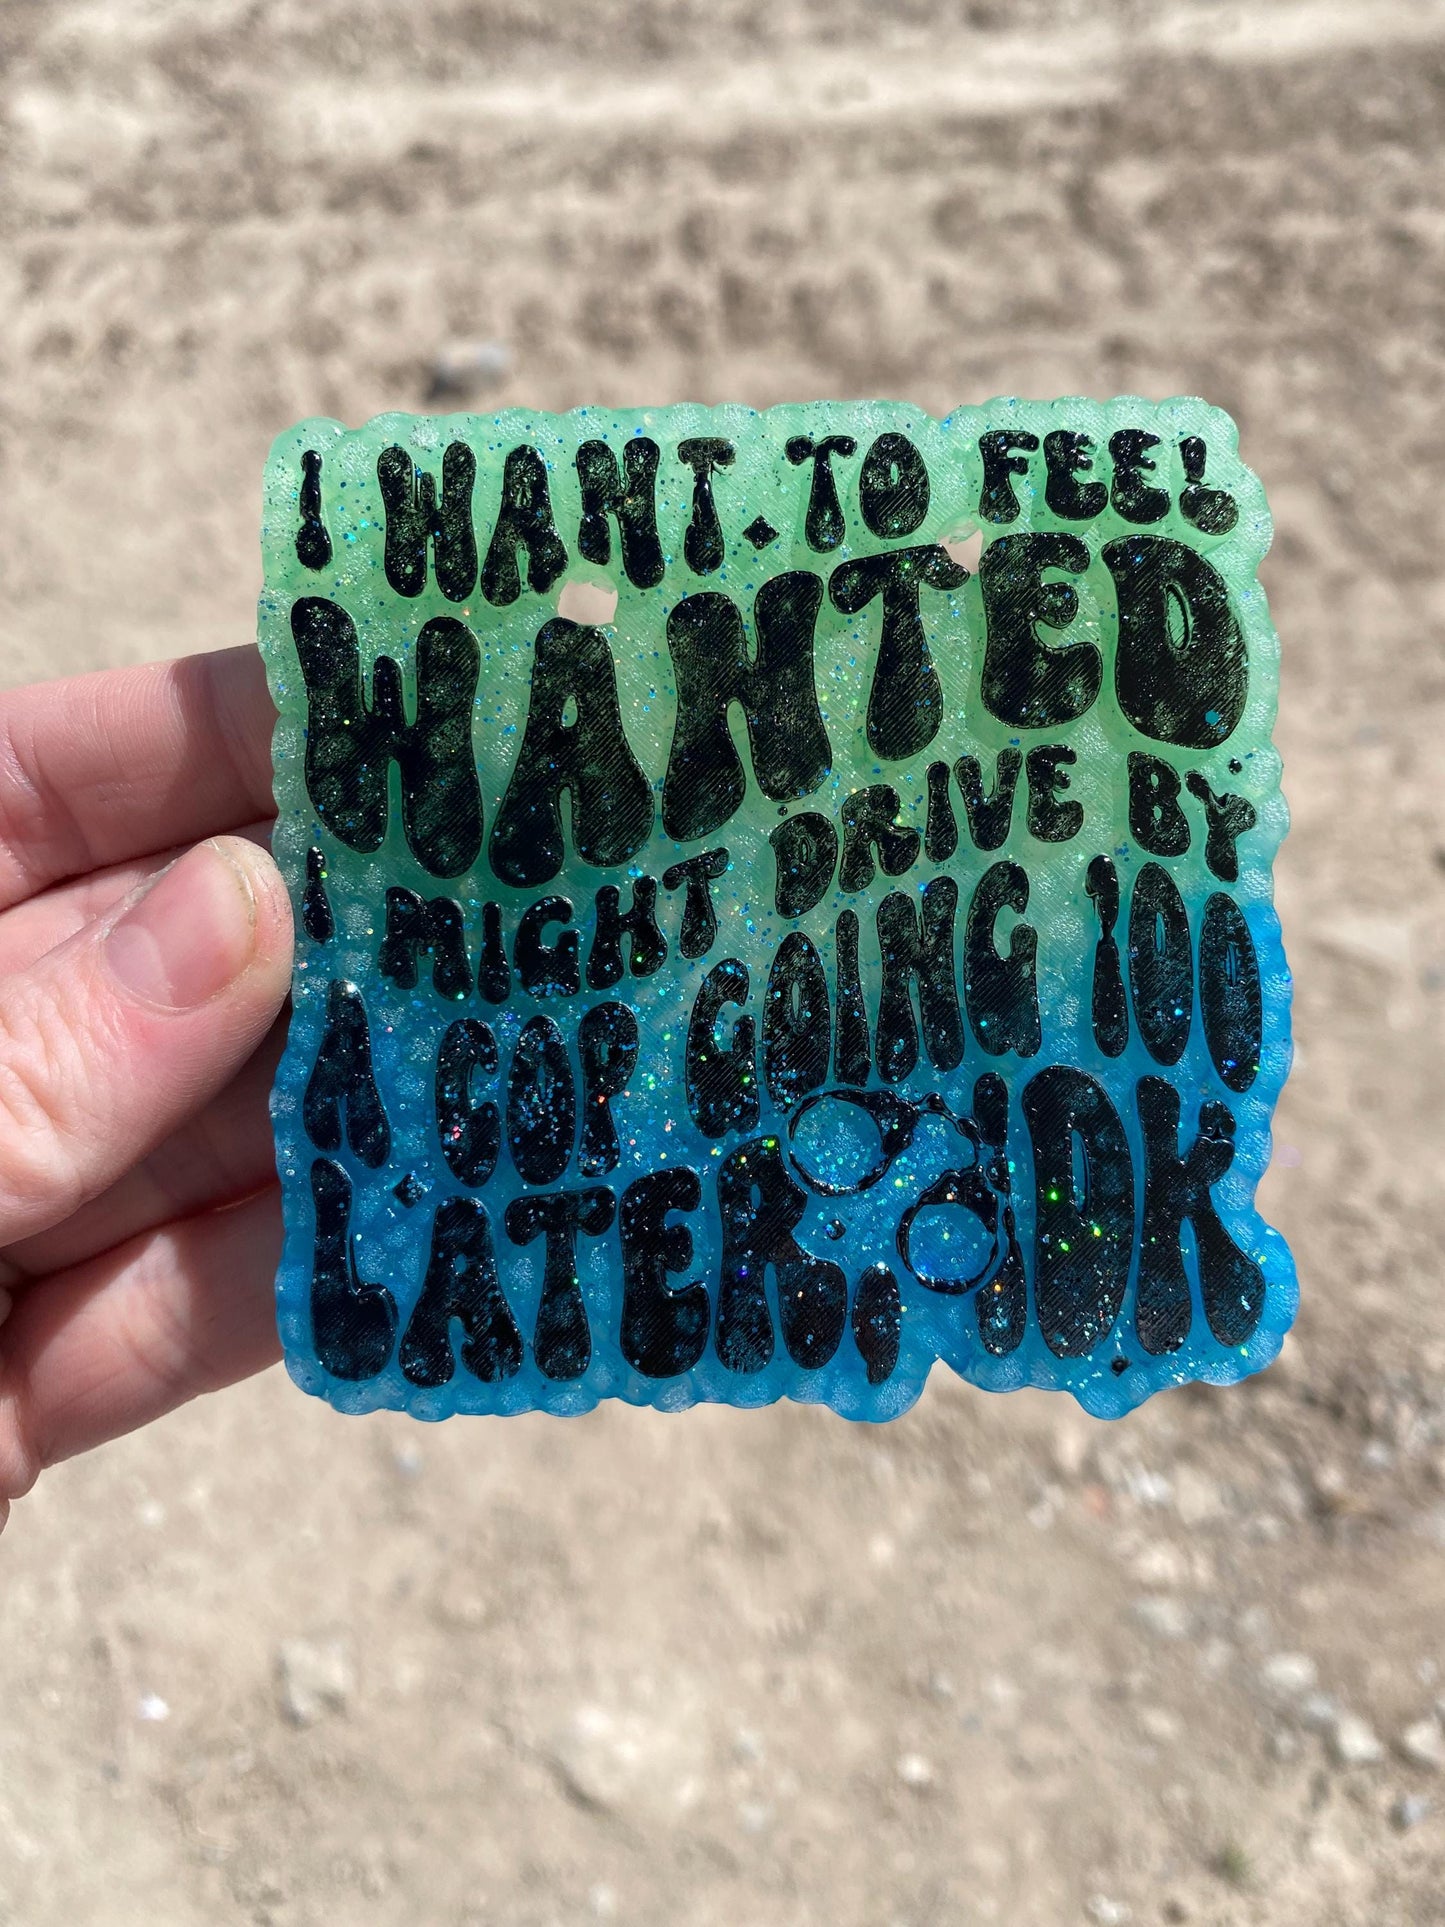 I WANT TO FEEL
WANTED
I MIGHT DRIVE BY
A COP GOING 100
LATER, IDK